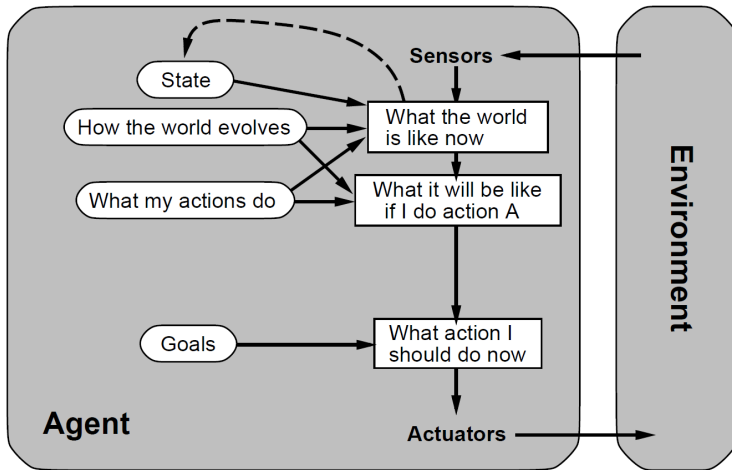 Sensors
State
What the world
is like now
How the world evolves
What it will be like
if I do action A
What my actions do
Environment
What action I
should do now
Goals
Agent
Actuators